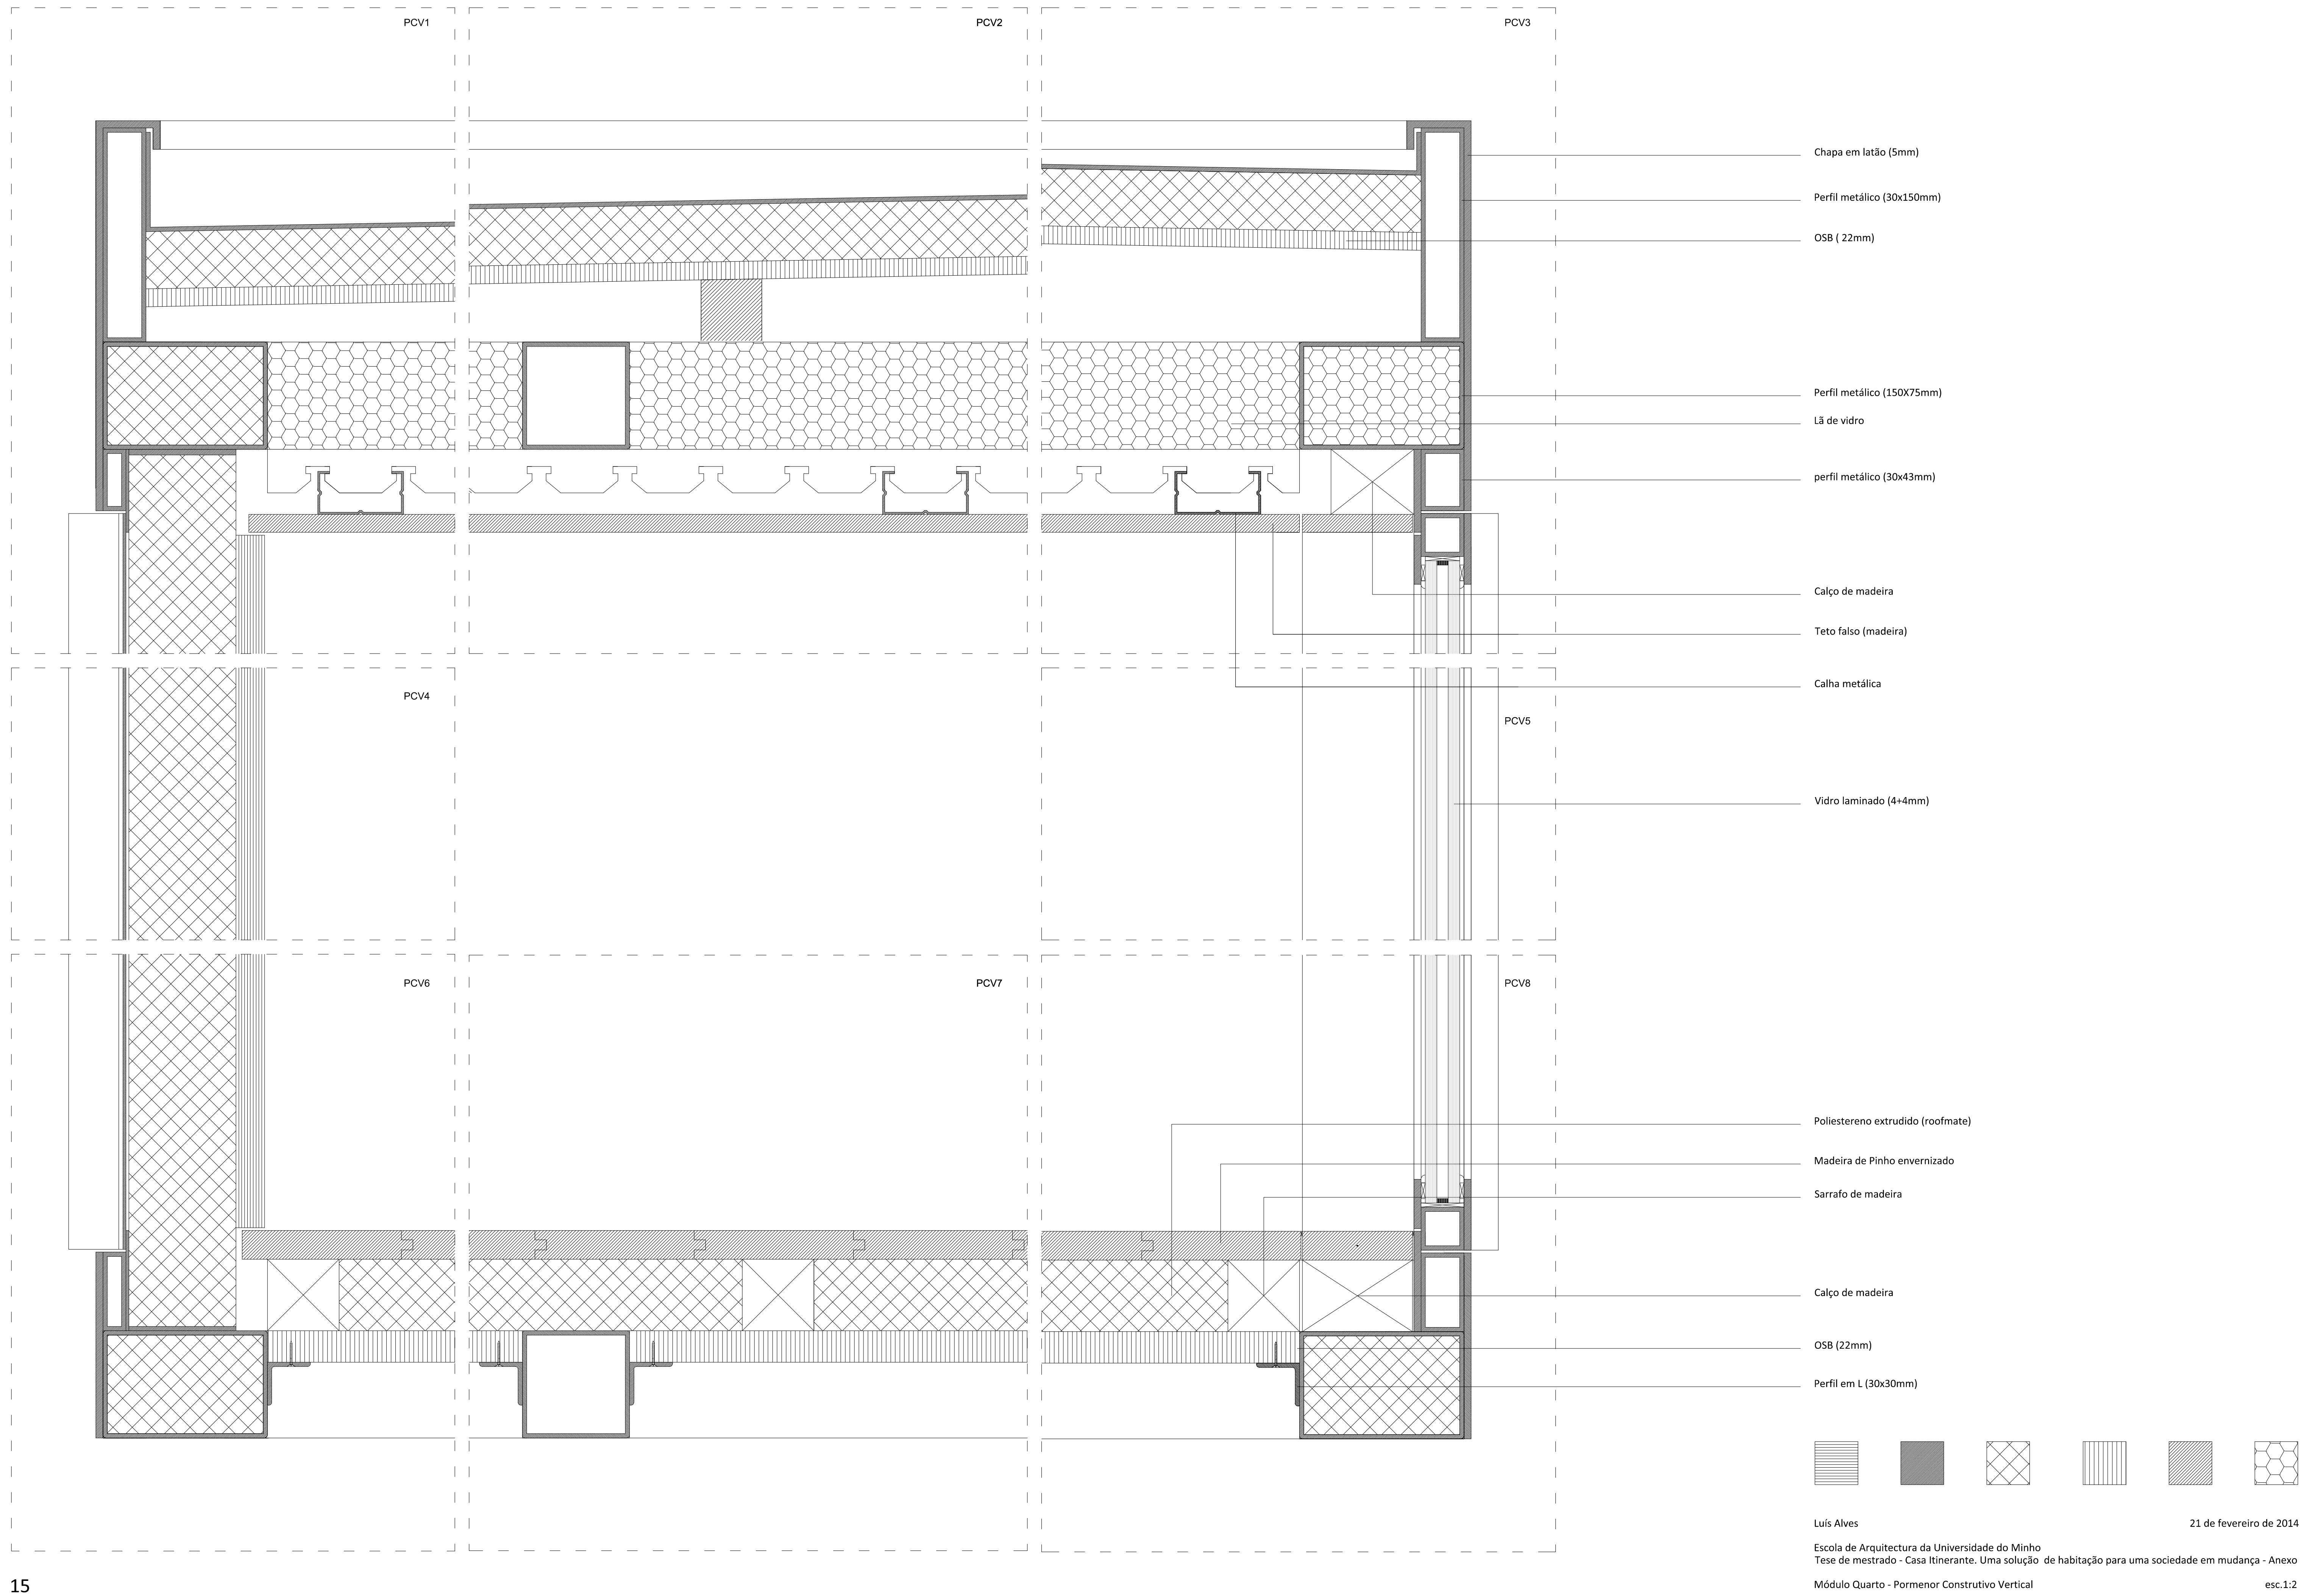 PCV1
PCV2
PCV3
Chapa em latão (5mm)
Perfil metálico (30x150mm)
OSB ( 22mm)
Perfil metálico (150X75mm)
Lã de vidro
perfil metálico (30x43mm)
Calço de madeira
Teto falso (madeira)
Calha metálica
PCV4
PCV5
Vidro laminado (4+4mm)
PCV6
PCV7
PCV8
Poliestereno extrudido (roofmate)
Madeira de Pinho envernizado
Sarrafo de madeira
Calço de madeira
OSB (22mm)
Perfil em L (30x30mm)
Luís Alves
21 de fevereiro de 2014
Escola de Arquitectura da Universidade do Minho
Tese de mestrado - Casa Itinerante. Uma solução de habitação para uma sociedade em mudança - Anexo
Módulo Quarto - Pormenor Construtivo Vertical
esc.1:2
15